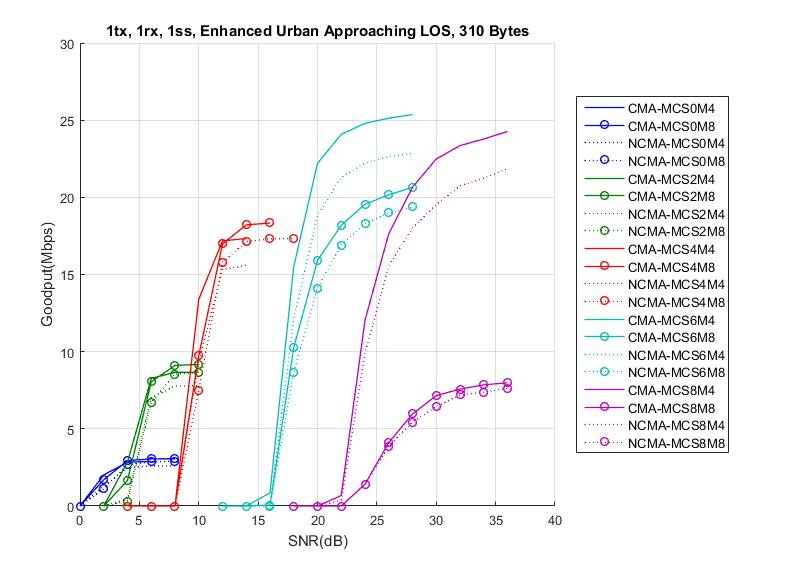 1tx, 1rx, 1ss, Enhanced Urban Approaching LOS, 310 Bytes
30
25
20
15
10
5
0
Goodput(Mbps)
0 5 10 15 20 25 30 35 40
SNR(dB)
CMA-MCS0M4
CMA-MCS0M8
NCMA-MCS0M4
NCMA-MCS0M8
CMA-MCS2M4
CMA-MCS2M8
NCMA-MCS2M4
NCMA-MCS2M8
CMA-MCS4M4
CMA-MCS4M8
NCMA-MCS4M4
NCMA-MCS4M8
CMA-MCS6M4
CMA-MCS6M8
NCMA-MCS6M4
NCMA-MCS6M8
CMA-MCS8M4
CMA-MCS8M8
NCMA-MCS8M4
NCMA-MCS8M8